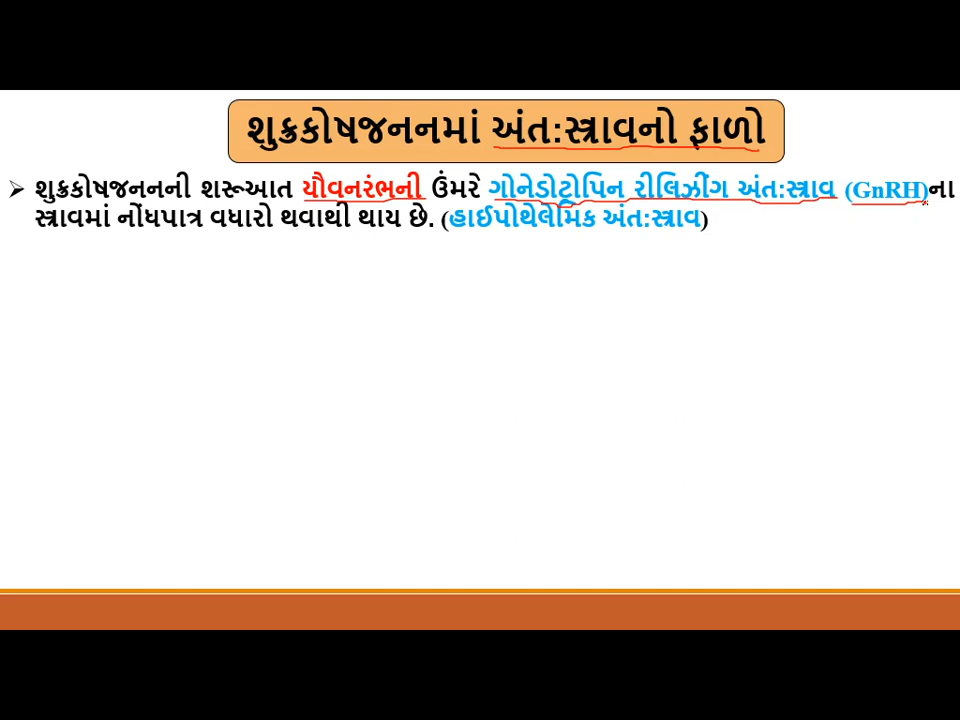 શુક્રકોષજનનમાં અંત:સ્ત્રાવનો ફાળો
શુક્રકોષજનનની શરૂઆત યૌવનરંભની ઉંમરે ગોનેડોટ્રોપિન રીલિઝીંગ અંત:સ્ત્રાવ (GnRH)ના
સ્ત્રાવમાં નોંધપાત્ર વધારો થવાથી થાય છે. (હાઈપોથેલેમિક અંત:સ્ત્રાવ)